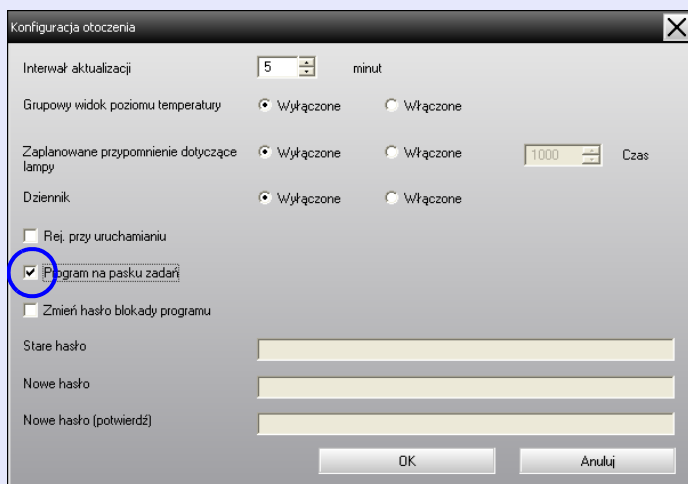 Konfiguracja otoczenia
Interwał aktualizacji 5 minut
Grupowy widok poziomu temperatury Wyłączone Włączone
Zaplanowane przypomnienie dotyczące lampy Wyłączone Włączone 1000 Czas
Dziennik Wyłączone Włączone
Rej. przy uruchamianiu
Program na pasku zadań
Zmień hasło blokady programu
Stare hasło
Nowe hasło
Nowe hasło (potwierdź)
OK Anuluj